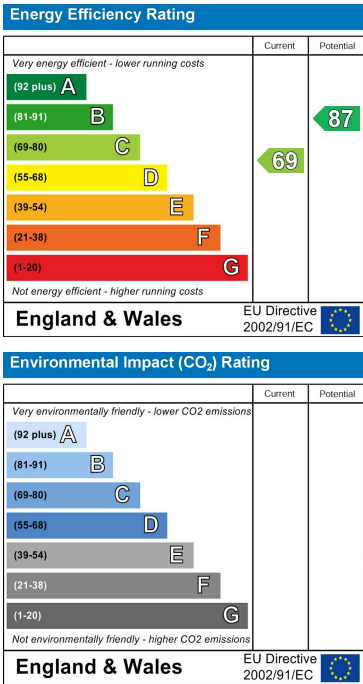 Energy Efficiency Rating
Current Potential
Very energy efficient - lower running costs
(92 plus) A
(81-91) B
87
(69-80) C
69
(55-68) D
(39-54) E
(21-38) F
(1-20) G
Not energy efficient - higher running costs
England & Wales
EU Directive
2002/91/EC
Environmental Impact (CO₂) Rating
Current Potential
Very environmentally friendly - lower CO2 emissions
(92 plus) A
(81-91) B
(69-80) C
(55-68) D
(39-54) E
(21-38) F
(1-20) G
Not environmentally friendly - higher CO2 emissions
England & Wales
EU Directive
2002/91/EC